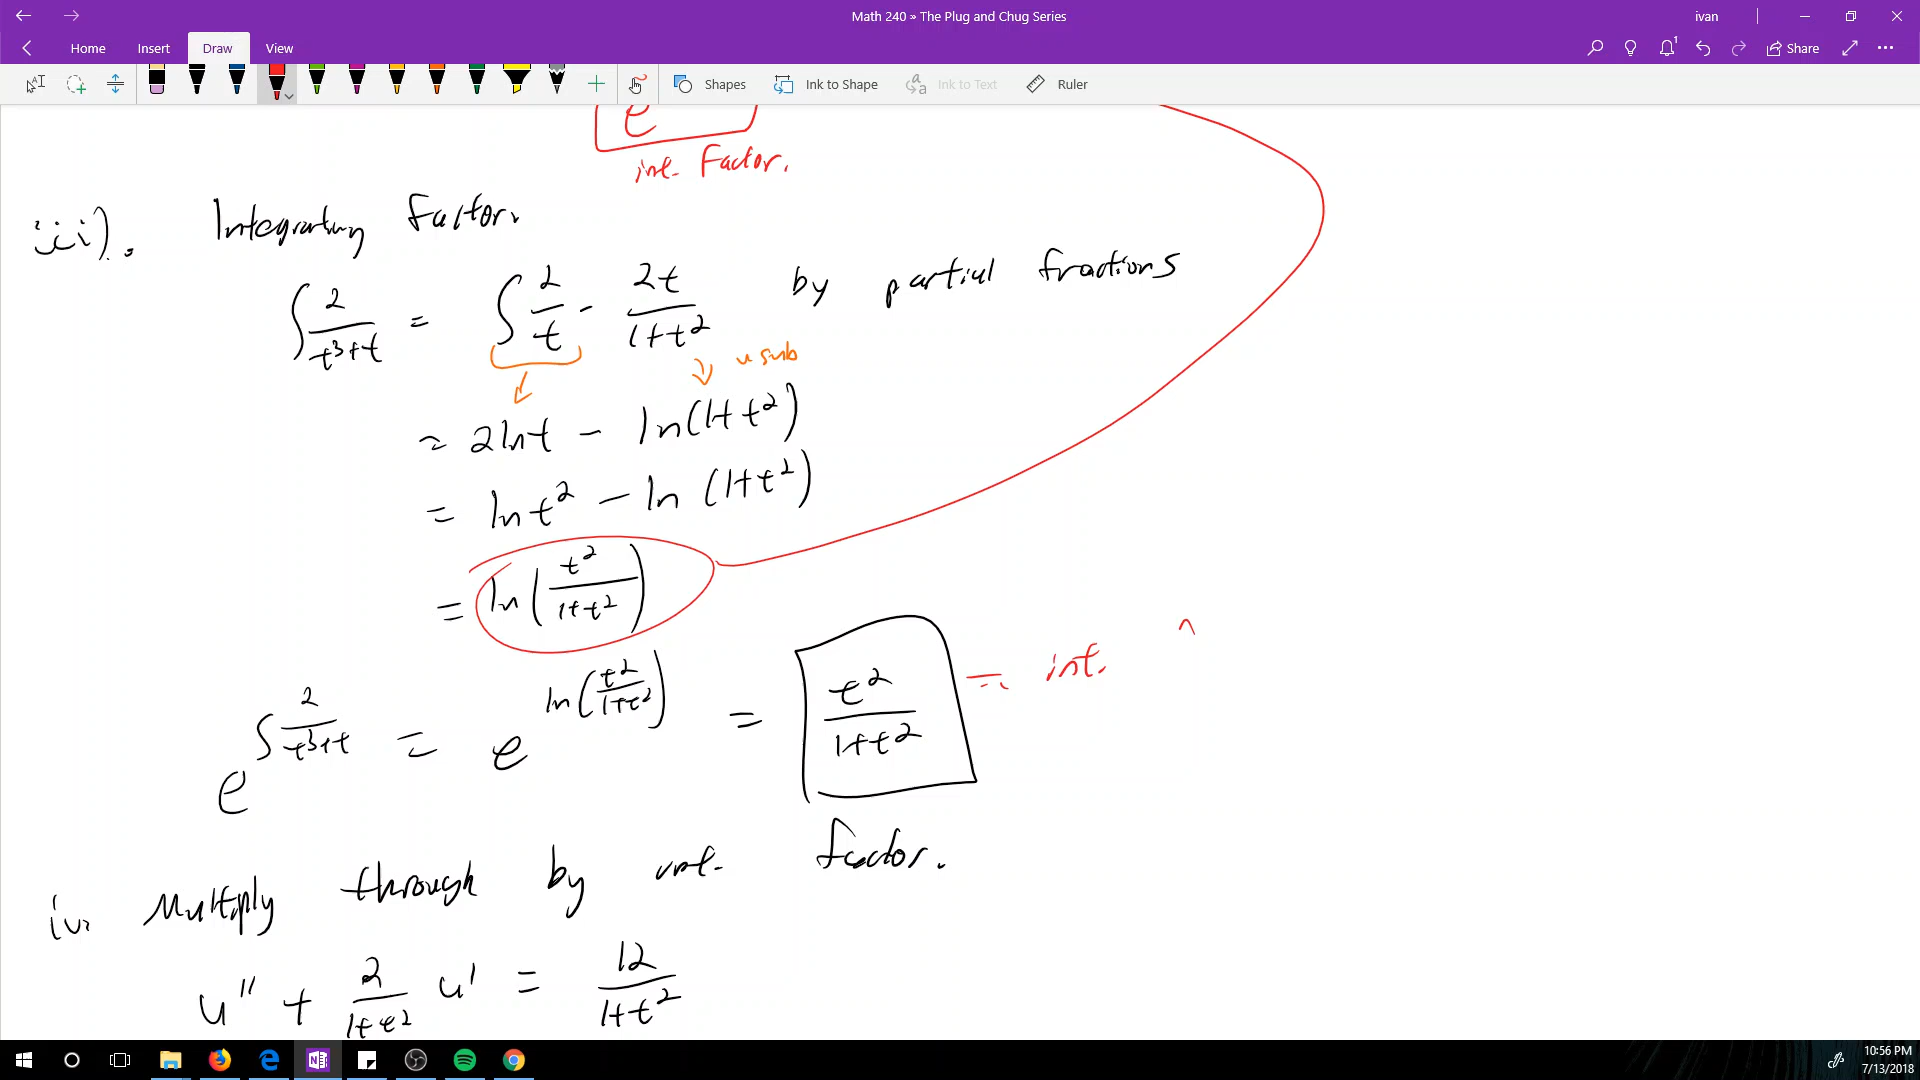 Math 240 » The Plug and Chug Series
ivan
Home Insert Draw View
1
Share
Shapes
Ink to Shape
Ink to Text
Ruler
e
int. Factor.
iii). Integrating Factor.
∫ 2/(t³+t) = ∫ 2/t - 2t/(1+t²) by partial fractions
u sub
= 2lnt - ln(1+t²)
= ln t² - ln (1+t²)
= ln(t²/(1+t²))
e^(∫ 2/(t³+t)) = e^(ln(t²/(1+t²))) = t²/(1+t²) = int.
iv. Multiply through by int. factor.
u'' + 2/(1+t²) u' = 12/(1+t²)
10:56 PM
7/13/2018